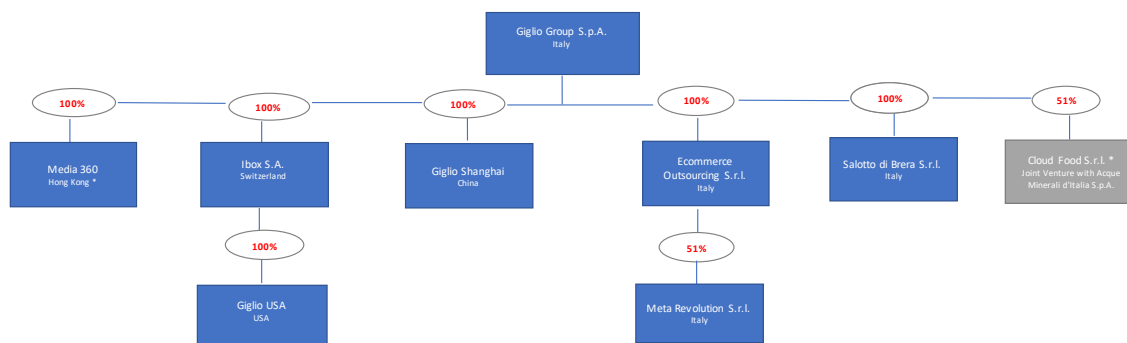 Giglio Group S.p.A.
Italy
100%
100%
100%
100%
100%
51%
Media 360
Hong Kong *
Ibox S.A.
Switzerland
Giglio Shanghai
China
Ecommerce
Outsourcing S.r.l.
Italy
Salotto di Brera S.r.l.
Italy
Cloud Food S.r.l. *
Joint Venture with Acque
Minerali d'Italia S.p.A.
100%
51%
Giglio USA
USA
Meta Revolution S.r.l.
Italy